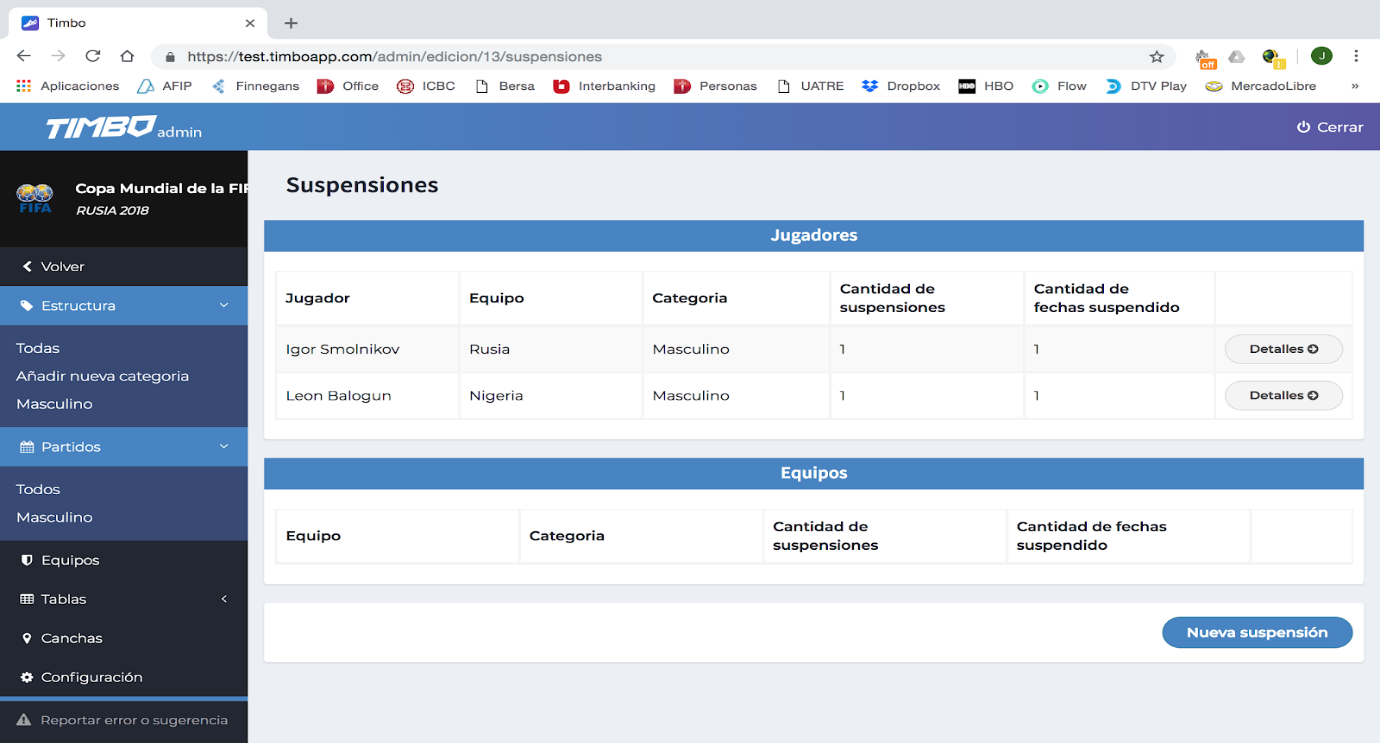 Timbo
https://test.timboapp.com/admin/edicion/13/suspensiones
off
J
Aplicaciones AFIP Finnegans Office ICBC Bersa Interbanking Personas UATRE Dropbox HBO Flow DTV Play MercadoLibre »
TIMBO admin
Cerrar
FIFA
Copa Mundial de la FIF
RUSIA 2018
Volver
Estructura
Todas
Añadir nueva categoria
Masculino
Partidos
Todos
Masculino
Equipos
Tablas
Canchas
Configuración
Reportar error o sugerencia
Suspensiones
Jugadores
Jugador Equipo Categoria Cantidad de suspensiones Cantidad de fechas suspendido
Igor Smolnikov Rusia Masculino 1 1 Detalles
Leon Balogun Nigeria Masculino 1 1 Detalles
Equipos
Equipo Categoria Cantidad de suspensiones Cantidad de fechas suspendido
Nueva suspensión